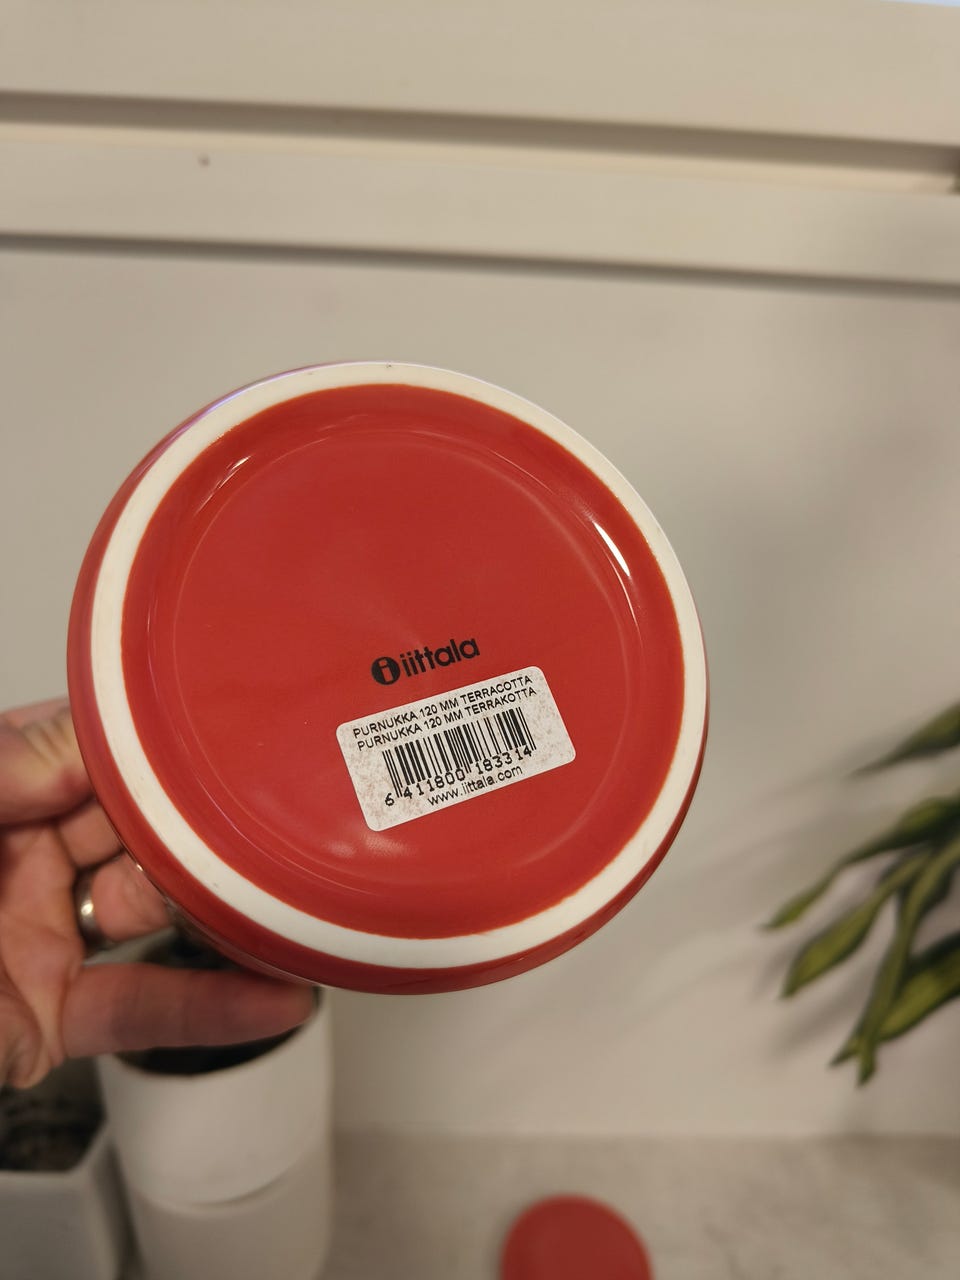 iittala
PURNUKKA 120 MM TERRACOTTA
PURNUKKA 120 MM TERRAKOTTA
6 411800 183314
www.iittala.com